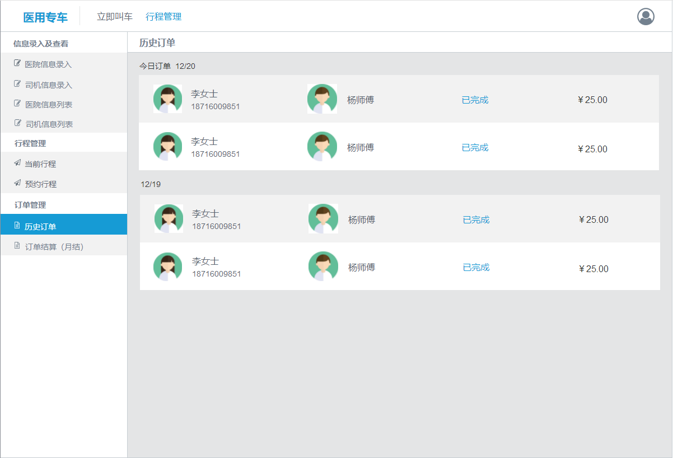 医用专车
立即叫车 行程管理
信息录入及查看
医院信息录入
司机信息录入
医院信息列表
司机信息列表
行程管理
当前行程
预约行程
订单管理
历史订单
订单结算（月结）
历史订单
今日订单 12/20
李女士
18716009851
杨师傅
已完成
￥25.00
李女士
18716009851
杨师傅
已完成
￥25.00
12/19
李女士
18716009851
杨师傅
已完成
￥25.00
李女士
18716009851
杨师傅
已完成
￥25.00